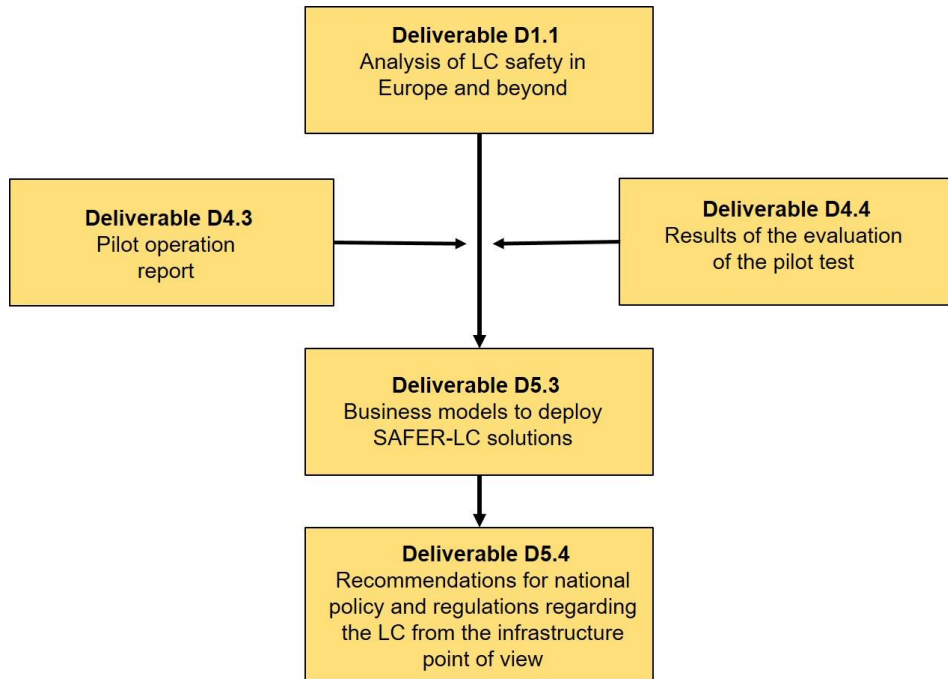 Deliverable D1.1
Analysis of LC safety in
Europe and beyond
Deliverable D4.3
Pilot operation
report
Deliverable D4.4
Results of the evaluation
of the pilot test
Deliverable D5.3
Business models to deploy
SAFER-LC solutions
Deliverable D5.4
Recommendations for national
policy and regulations regarding
the LC from the infrastructure
point of view